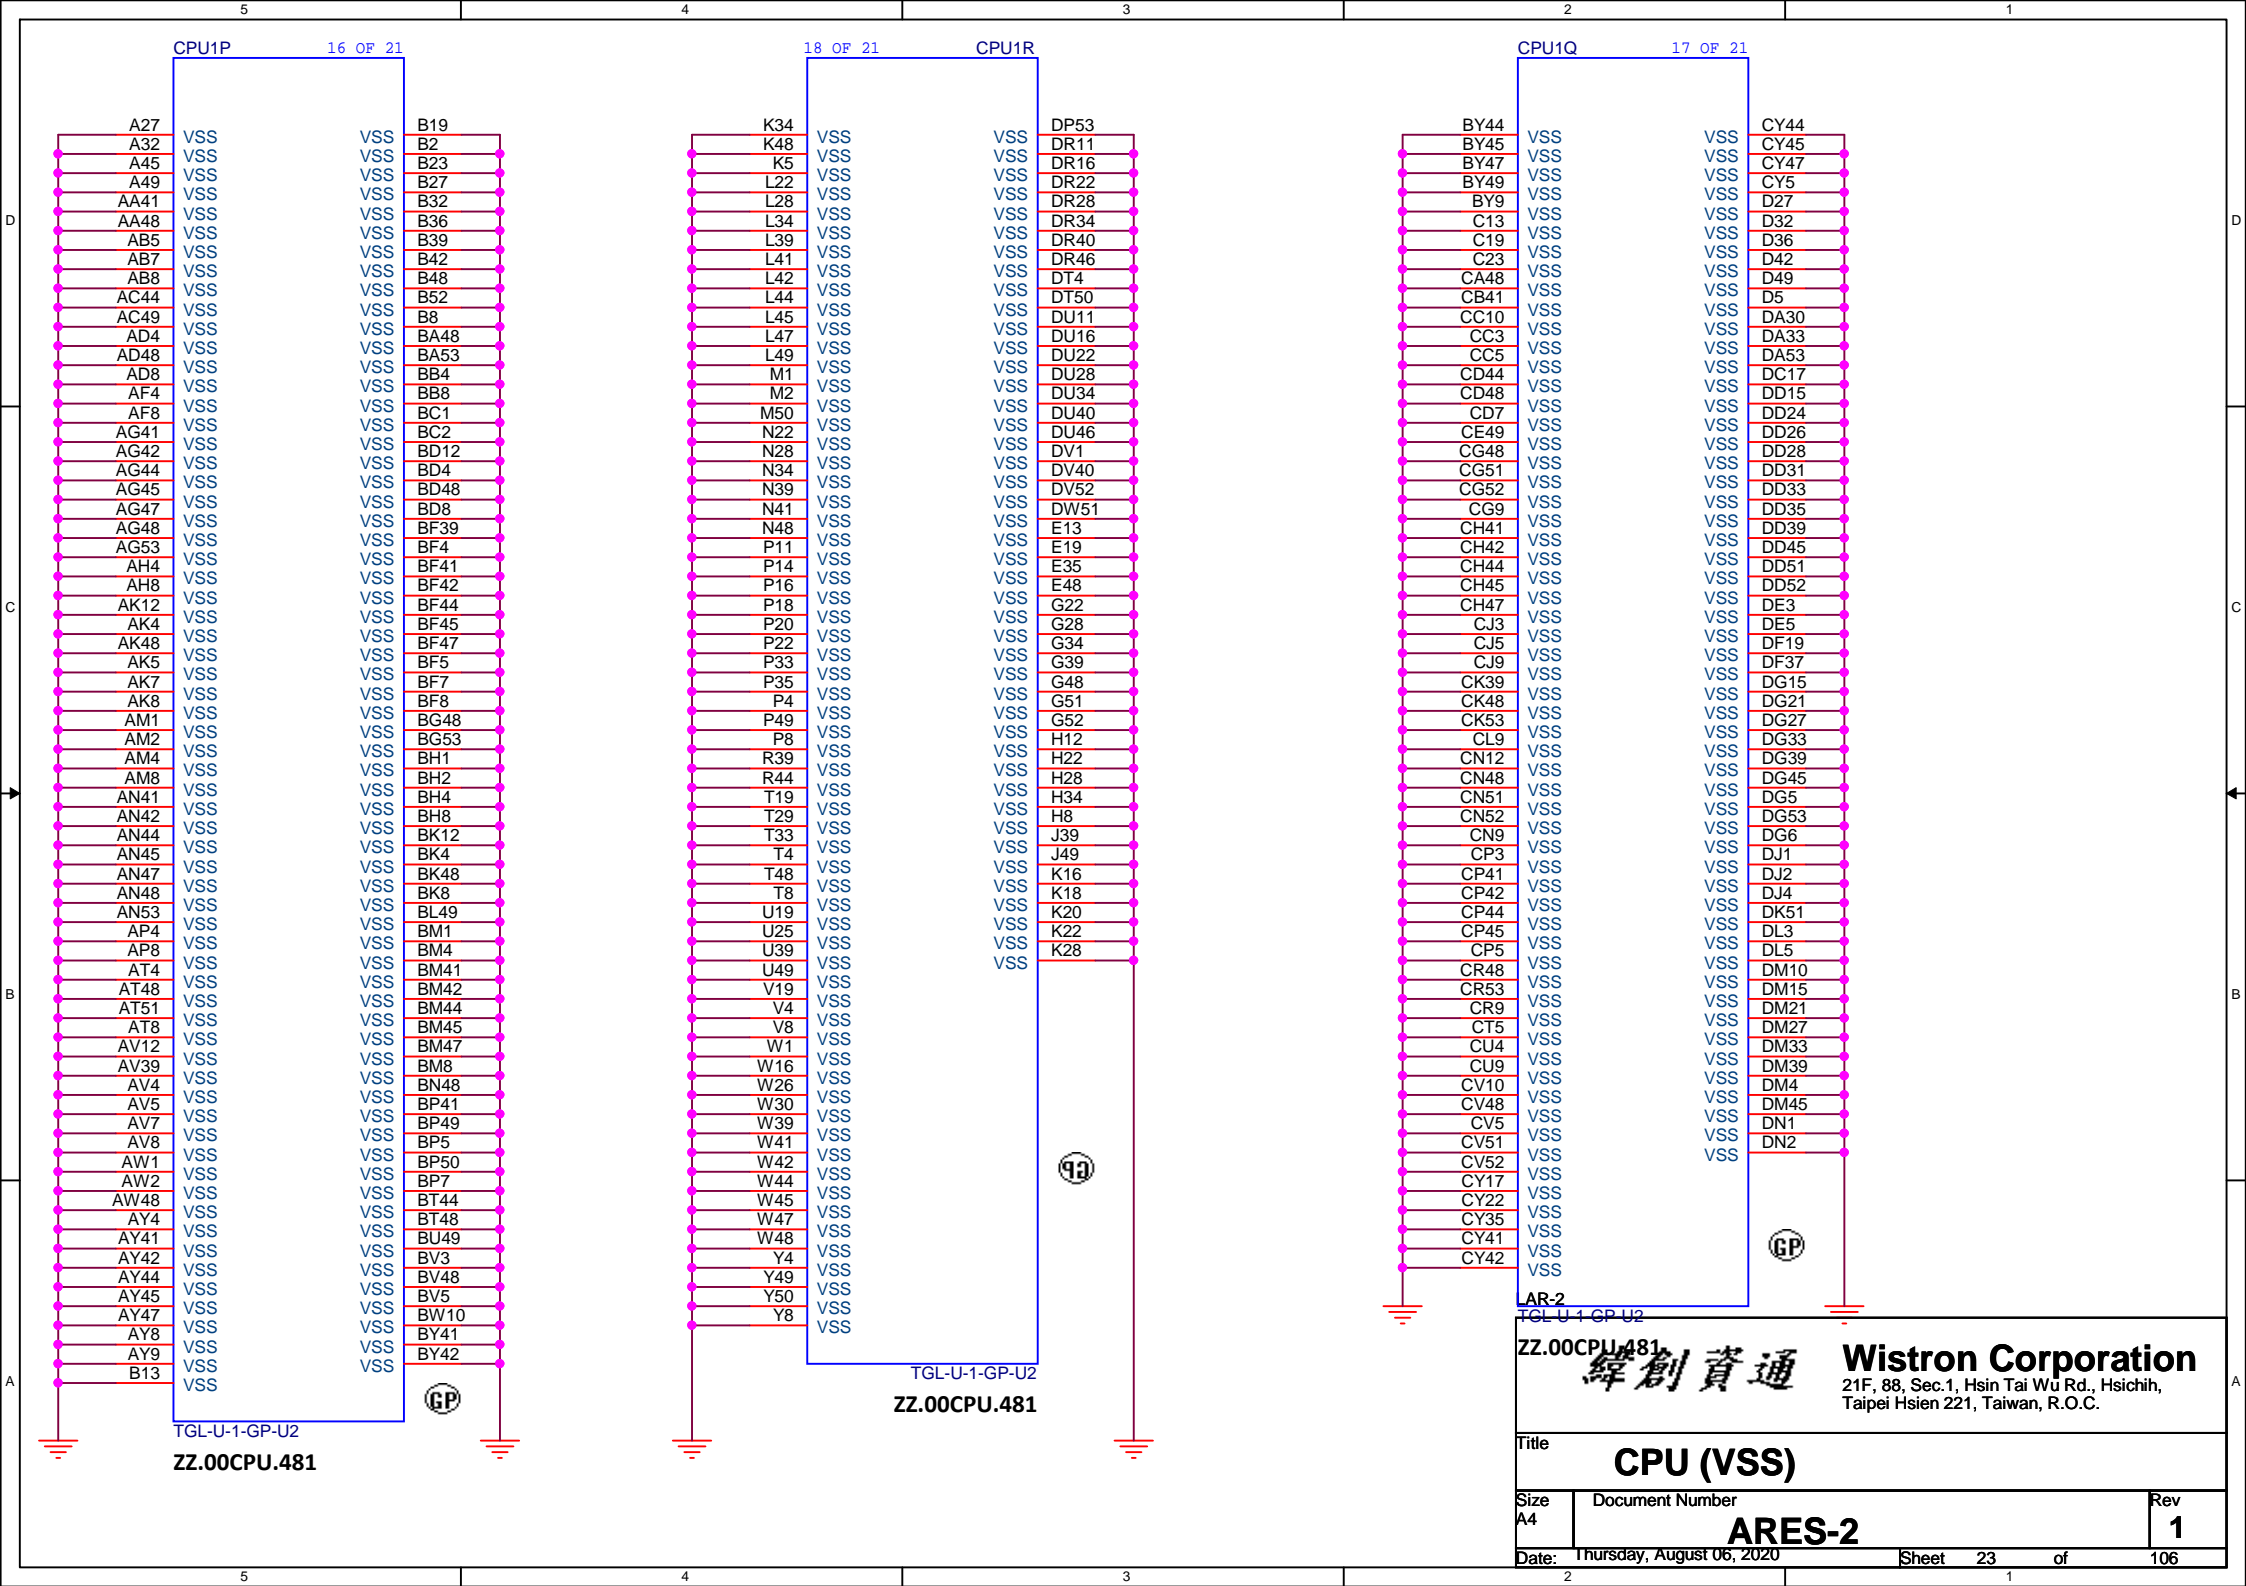 5 4 3 2 1
CPU1P 16 OF 21
A27 VSS VSS B19
A32 VSS VSS B2
A45 VSS VSS B23
A49 VSS VSS B27
AA41 VSS VSS B32
AA48 VSS VSS B36
AB5 VSS VSS B39
AB7 VSS VSS B42
AB8 VSS VSS B48
AC44 VSS VSS B52
AC49 VSS VSS B8
AD4 VSS VSS BA48
AD48 VSS VSS BA53
AD8 VSS VSS BB4
AF4 VSS VSS BB8
AF8 VSS VSS BC1
AG41 VSS VSS BC2
AG42 VSS VSS BD12
AG44 VSS VSS BD4
AG45 VSS VSS BD48
AG47 VSS VSS BD8
AG48 VSS VSS BF39
AG53 VSS VSS BF4
AH4 VSS VSS BF41
AH8 VSS VSS BF42
AK12 VSS VSS BF44
AK4 VSS VSS BF45
AK48 VSS VSS BF47
AK5 VSS VSS BF5
AK7 VSS VSS BF7
AK8 VSS VSS BF8
AM1 VSS VSS BG48
AM2 VSS VSS BG53
AM4 VSS VSS BH1
AM8 VSS VSS BH2
AN41 VSS VSS BH4
AN42 VSS VSS BH8
AN44 VSS VSS BK12
AN45 VSS VSS BK4
AN47 VSS VSS BK48
AN48 VSS VSS BK8
AN53 VSS VSS BL49
AP4 VSS VSS BM1
AP8 VSS VSS BM4
AT4 VSS VSS BM41
AT48 VSS VSS BM42
AT51 VSS VSS BM44
AT8 VSS VSS BM45
AV12 VSS VSS BM47
AV39 VSS VSS BM8
AV4 VSS VSS BN48
AV5 VSS VSS BP41
AV7 VSS VSS BP49
AV8 VSS VSS BP5
AW1 VSS VSS BP50
AW2 VSS VSS BP7
AW48 VSS VSS BT44
AY4 VSS VSS BT48
AY41 VSS VSS BU49
AY42 VSS VSS BV3
AY44 VSS VSS BV48
AY45 VSS VSS BV5
AY47 VSS VSS BW10
AY8 VSS VSS BY41
AY9 VSS VSS BY42
B13 VSS
GP
TGL-U-1-GP-U2
ZZ.00CPU.481
18 OF 21 CPU1R
K34 VSS VSS DP53
K48 VSS VSS DR11
K5 VSS VSS DR16
L22 VSS VSS DR22
L28 VSS VSS DR28
L34 VSS VSS DR34
L39 VSS VSS DR40
L41 VSS VSS DR46
L42 VSS VSS DT4
L44 VSS VSS DT50
L45 VSS VSS DU11
L47 VSS VSS DU16
L49 VSS VSS DU22
M1 VSS VSS DU28
M2 VSS VSS DU34
M50 VSS VSS DU40
N22 VSS VSS DU46
N28 VSS VSS DV1
N34 VSS VSS DV40
N39 VSS VSS DV52
N41 VSS VSS DW51
N48 VSS VSS E13
P11 VSS VSS E19
P14 VSS VSS E35
P16 VSS VSS E48
P18 VSS VSS G22
P20 VSS VSS G28
P22 VSS VSS G34
P33 VSS VSS G39
P35 VSS VSS G48
P4 VSS VSS G51
P49 VSS VSS G52
P8 VSS VSS H12
R39 VSS VSS H22
R44 VSS VSS H28
T19 VSS VSS H34
T29 VSS VSS H8
T33 VSS VSS J39
T4 VSS VSS J49
T48 VSS VSS K16
T8 VSS VSS K18
U19 VSS VSS K20
U25 VSS VSS K22
U39 VSS VSS K28
U49 VSS
V19 VSS
V4 VSS
V8 VSS
W1 VSS
W16 VSS
W26 VSS
W30 VSS
W39 VSS
W41 VSS
W42 VSS
W44 VSS
W45 VSS
W47 VSS
W48 VSS
Y4 VSS
Y49 VSS
Y50 VSS
Y8 VSS
GP
TGL-U-1-GP-U2
ZZ.00CPU.481
CPU1Q 17 OF 21
BY44 VSS VSS CY44
BY45 VSS VSS CY45
BY47 VSS VSS CY47
BY49 VSS VSS CY5
BY9 VSS VSS D27
C13 VSS VSS D32
C19 VSS VSS D36
C23 VSS VSS D42
CA48 VSS VSS D49
CB41 VSS VSS D5
CC10 VSS VSS DA30
CC3 VSS VSS DA33
CC5 VSS VSS DA53
CD44 VSS VSS DC17
CD48 VSS VSS DD15
CD7 VSS VSS DD24
CE49 VSS VSS DD26
CG48 VSS VSS DD28
CG51 VSS VSS DD31
CG52 VSS VSS DD33
CG9 VSS VSS DD35
CH41 VSS VSS DD39
CH42 VSS VSS DD45
CH44 VSS VSS DD51
CH45 VSS VSS DD52
CH47 VSS VSS DE3
CJ3 VSS VSS DE5
CJ5 VSS VSS DF19
CJ9 VSS VSS DF37
CK39 VSS VSS DG15
CK48 VSS VSS DG21
CK53 VSS VSS DG27
CL9 VSS VSS DG33
CN12 VSS VSS DG39
CN48 VSS VSS DG45
CN51 VSS VSS DG5
CN52 VSS VSS DG53
CN9 VSS VSS DG6
CP3 VSS VSS DJ1
CP41 VSS VSS DJ2
CP42 VSS VSS DJ4
CP44 VSS VSS DK51
CP45 VSS VSS DL3
CP5 VSS VSS DL5
CR48 VSS VSS DM10
CR53 VSS VSS DM15
CR9 VSS VSS DM21
CT5 VSS VSS DM27
CU4 VSS VSS DM33
CU9 VSS VSS DM39
CV10 VSS VSS DM4
CV48 VSS VSS DM45
CV5 VSS VSS DN1
CV51 VSS VSS DN2
CV52 VSS
CY17 VSS
CY22 VSS
CY35 VSS
CY41 VSS
CY42 VSS
GP
LAR-2
TGL-U-1-GP-U2
ZZ.00CPU.481
緯創資通
Wistron Corporation
21F, 88, Sec.1, Hsin Tai Wu Rd., Hsichih,
Taipei Hsien 221, Taiwan, R.O.C.
Title
CPU (VSS)
Size Document Number Rev
A4 ARES-2 1
Date: Thursday, August 06, 2020 Sheet 23 of 106
D D
C C
B B
A A
5 4 3 2 1